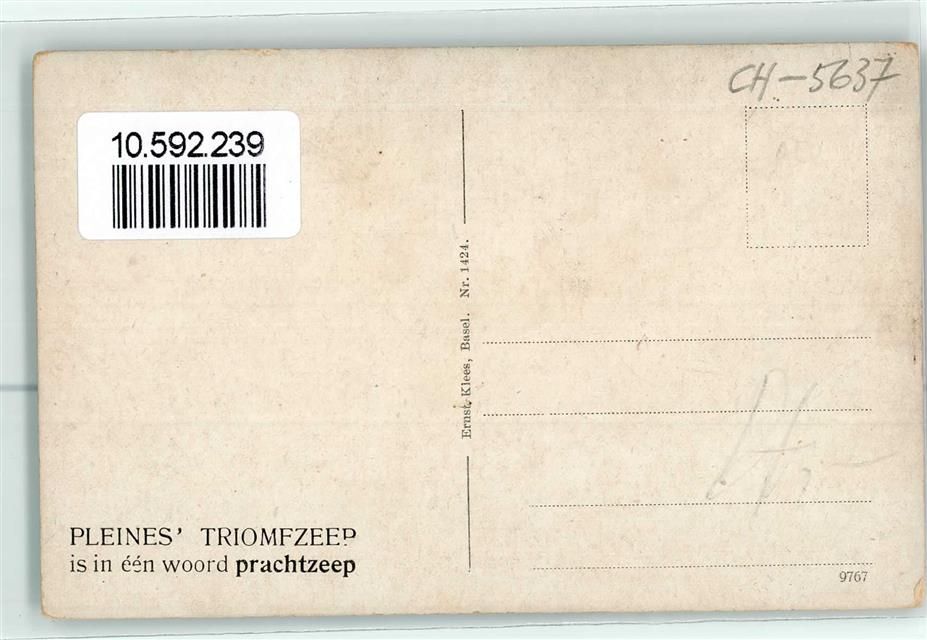 CH-5637
10.592.239
Ernst Klees, Basel. Nr. 1424.
PLEINES' TRIOMFZEEP
is in één woord prachtzeep
9767